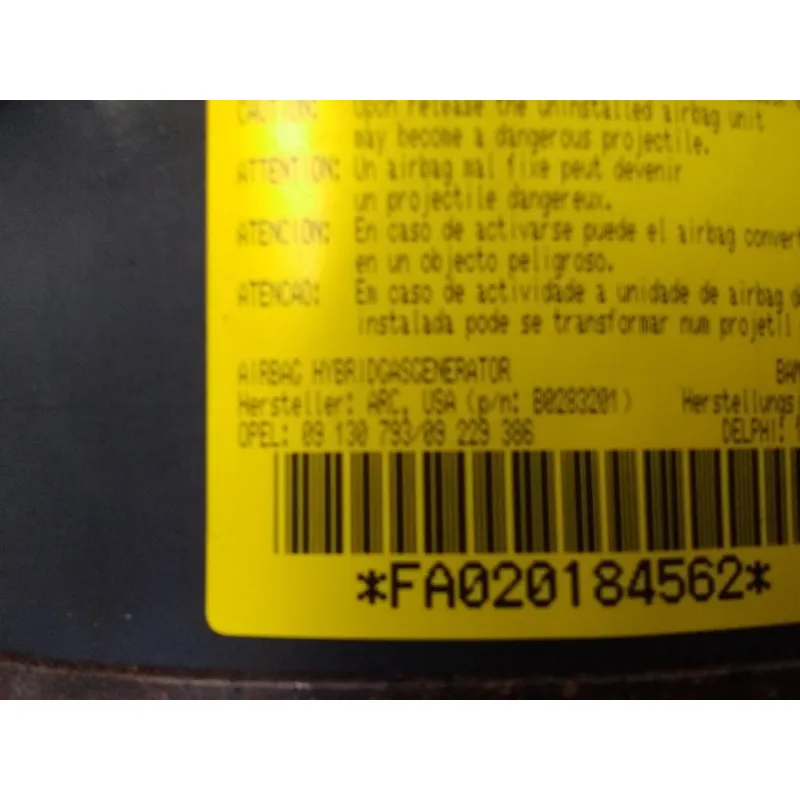 CAUTION: Upon release the uninstalled airbag unit
may become a dangerous projectile.
ATTENTION: Un airbag mal fixe peut devenir
un projectile dangereux.
ATENCION: En caso de activarse puede el airbag convert
en un objecto peligroso.
ATENCAO: Em caso de actividade a unidade de airbag d
instalada pode se transformar num projetil
AIRBAG HYBRIDGASGENERATOR BAM
Hersteller: ARC, USA (p/n: B0283201) Herstellungs
OPEL: 09 130 793/09 229 386 DELPHI:
*FA020184562*